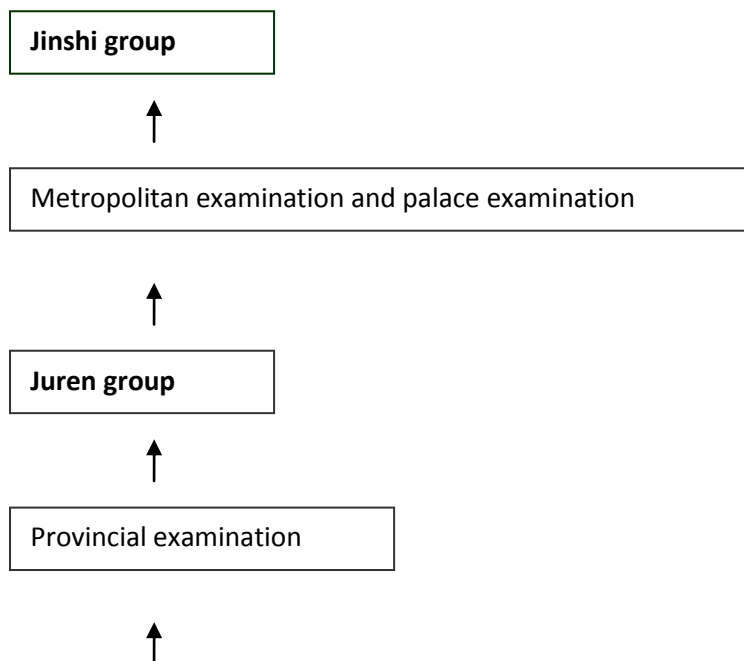 Jinshi group
Metropolitan examination and palace examination
Juren group
Provincial examination